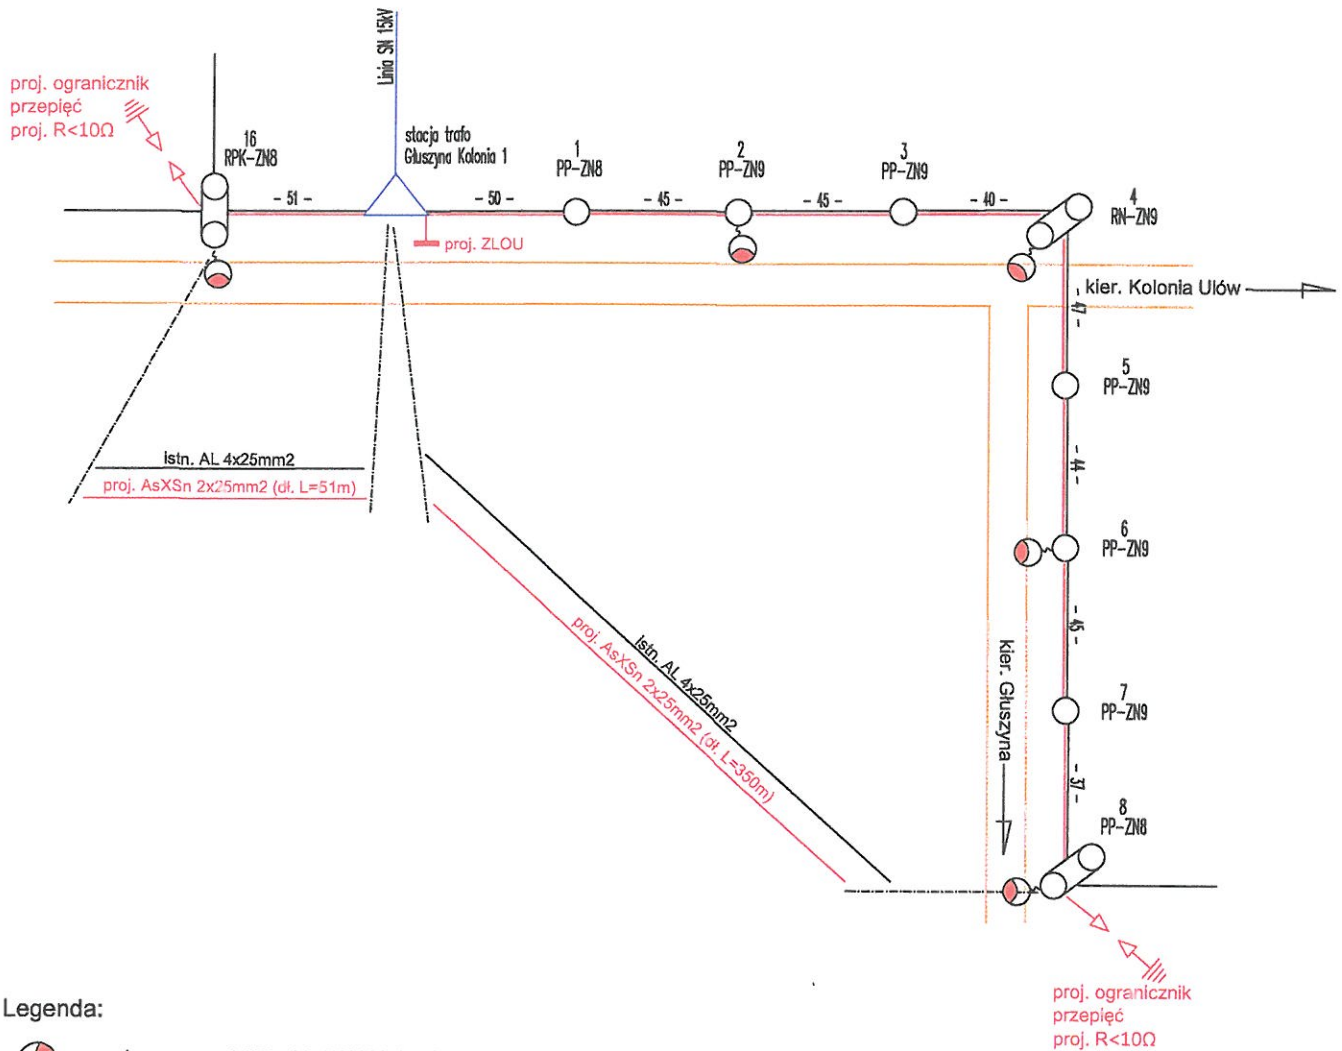 Linia SN 15kV
proj. ogranicznik
przepięć
proj. R<10Ω
16
RPK-ZN8
stacja trafo
Głuszyna Kolonia 1
1
PP-ZN8
2
PP-ZN9
3
PP-ZN9
4
RN-ZN9
- 51 -
- 50 -
- 45 -
- 45 -
- 40 -
proj. ZLOU
kier. Kolonia Ulów
- 47 -
5
PP-ZN9
- 44 -
istn. AL 4x25mm2
proj. AsXSn 2x25mm2 (dł. L=51m)
6
PP-ZN9
- 45 -
istn. AL 4x25mm2
proj. AsXSn 2x25mm2 (dł. L=350m)
kier. Głuszyna
7
PP-ZN9
- 37 -
8
PP-ZN8
proj. ogranicznik
przepięć
proj. R<10Ω
Legenda: